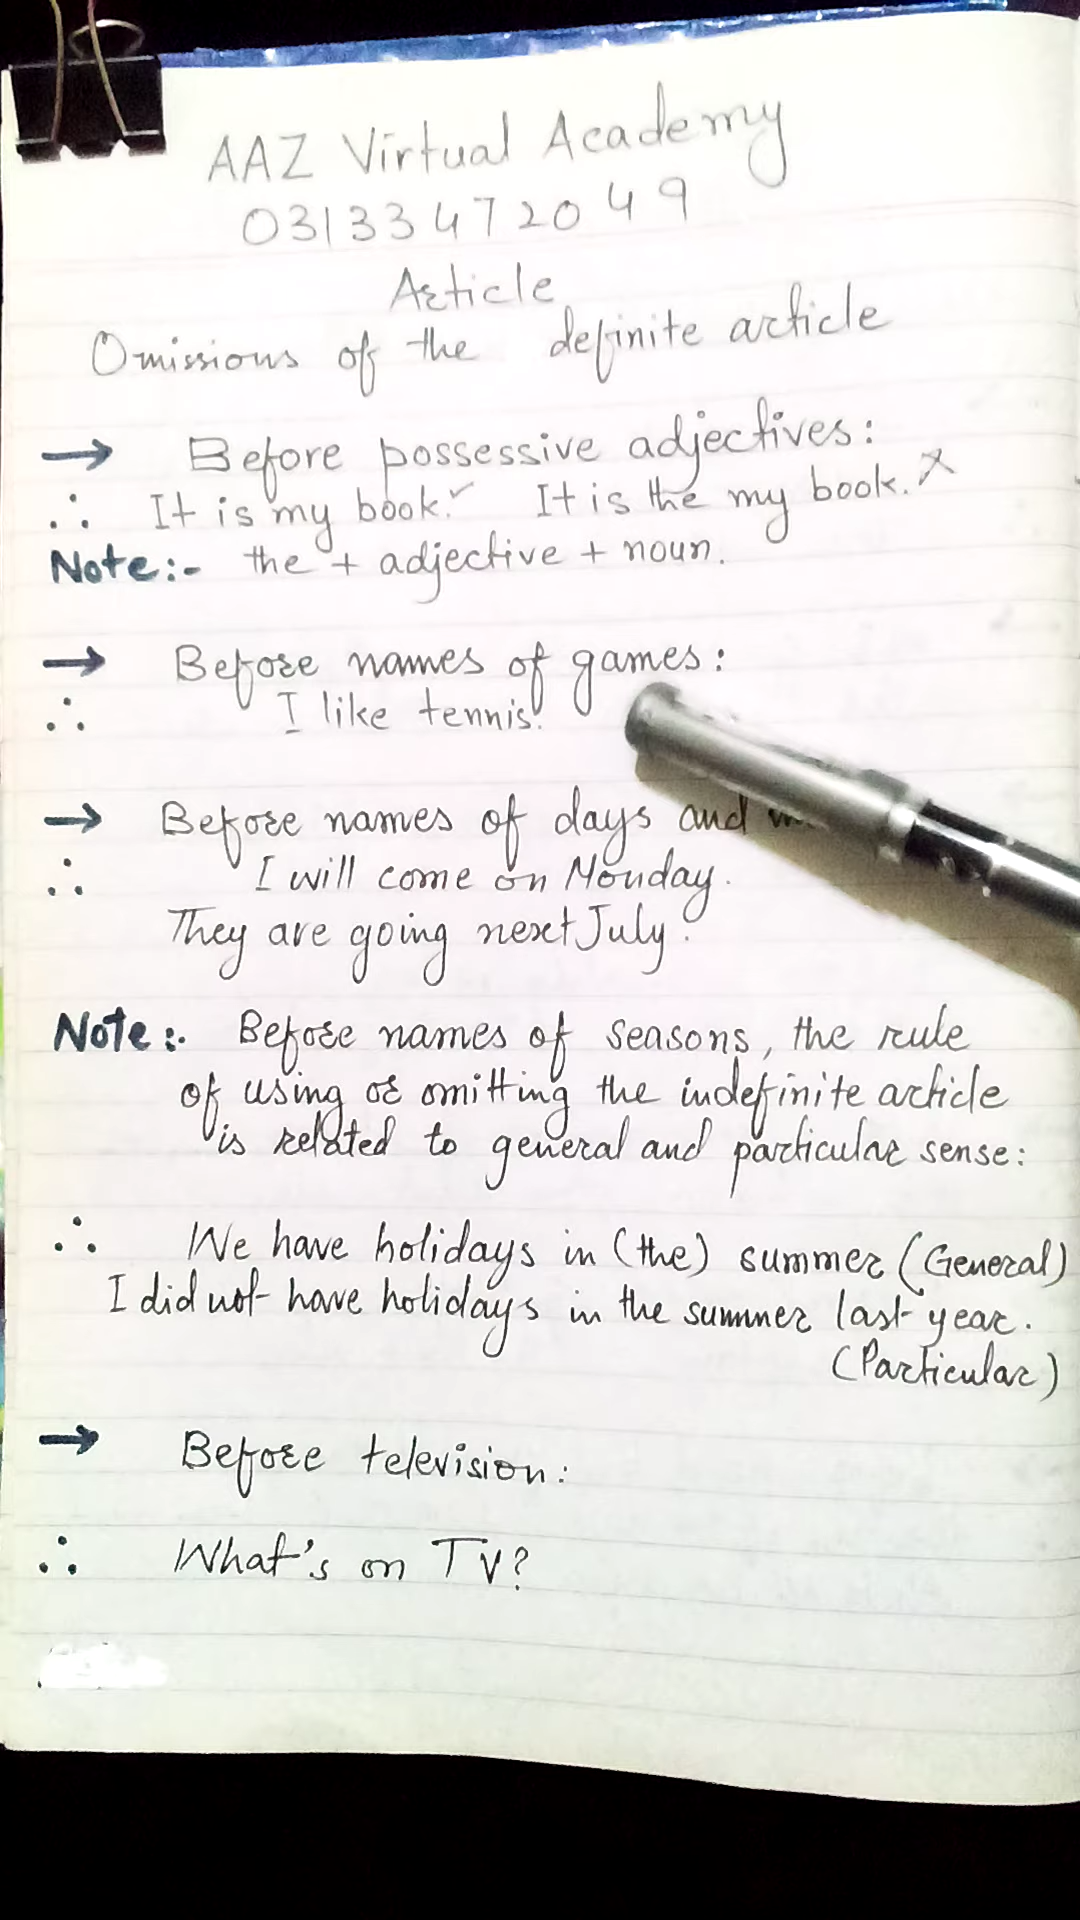 AAZ Virtual Academy
03133472049
Article
Omissions of the definite article
→ Before possessive adjectives:
∴ It is my book.✓ It is the my book.✗
Note:- the + adjective + noun.
→ Before names of games:
∴ I like tennis.
→ Before names of days and
∴ I will come on Monday.
They are going next July.
Note:- Before names of seasons, the rule
of using or omitting the indefinite article
is related to general and particular sense:
∴ We have holidays in (the) summer (General)
I did not have holidays in the summer last year.
(Particular)
→ Before television:
∴ What's on TV?